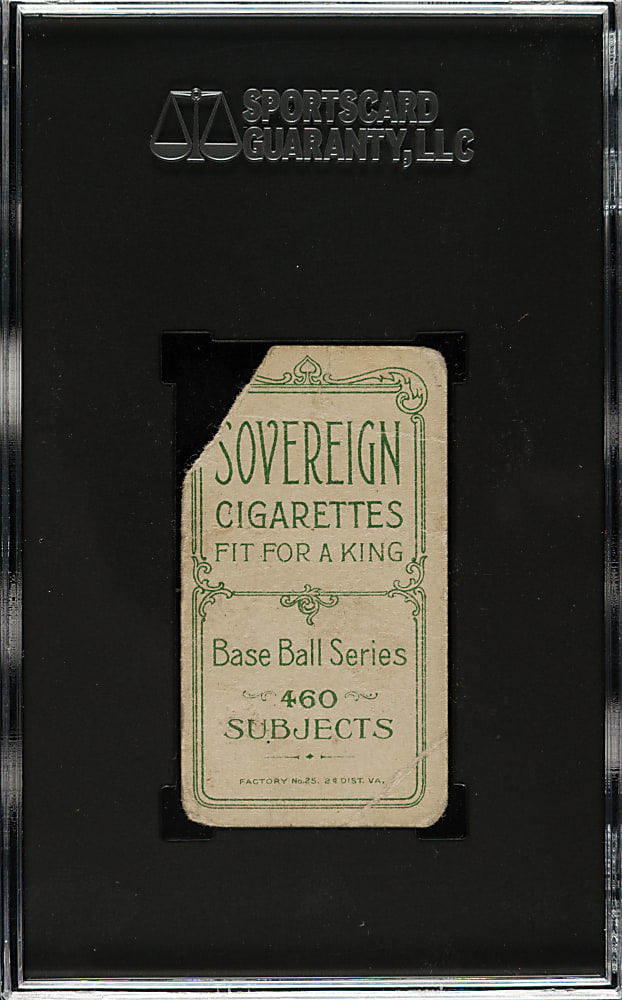 SPORTSCARD
GUARANTY, LLC
SOVEREIGN
CIGARETTES
FIT FOR A KING
Base Ball Series
460
SUBJECTS
FACTORY No. 25. 2D DIST. VA.